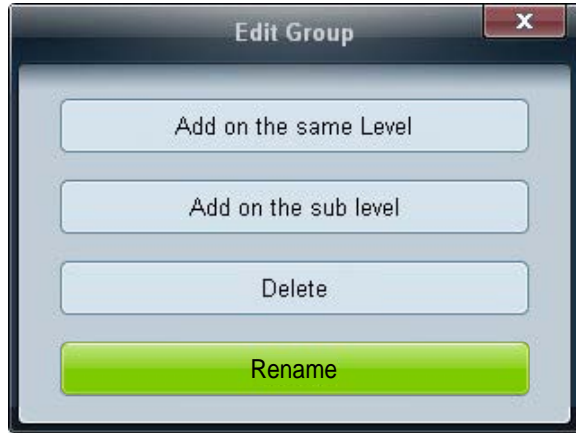 Edit Group
x
Add on the same Level
Add on the sub level
Delete
Rename